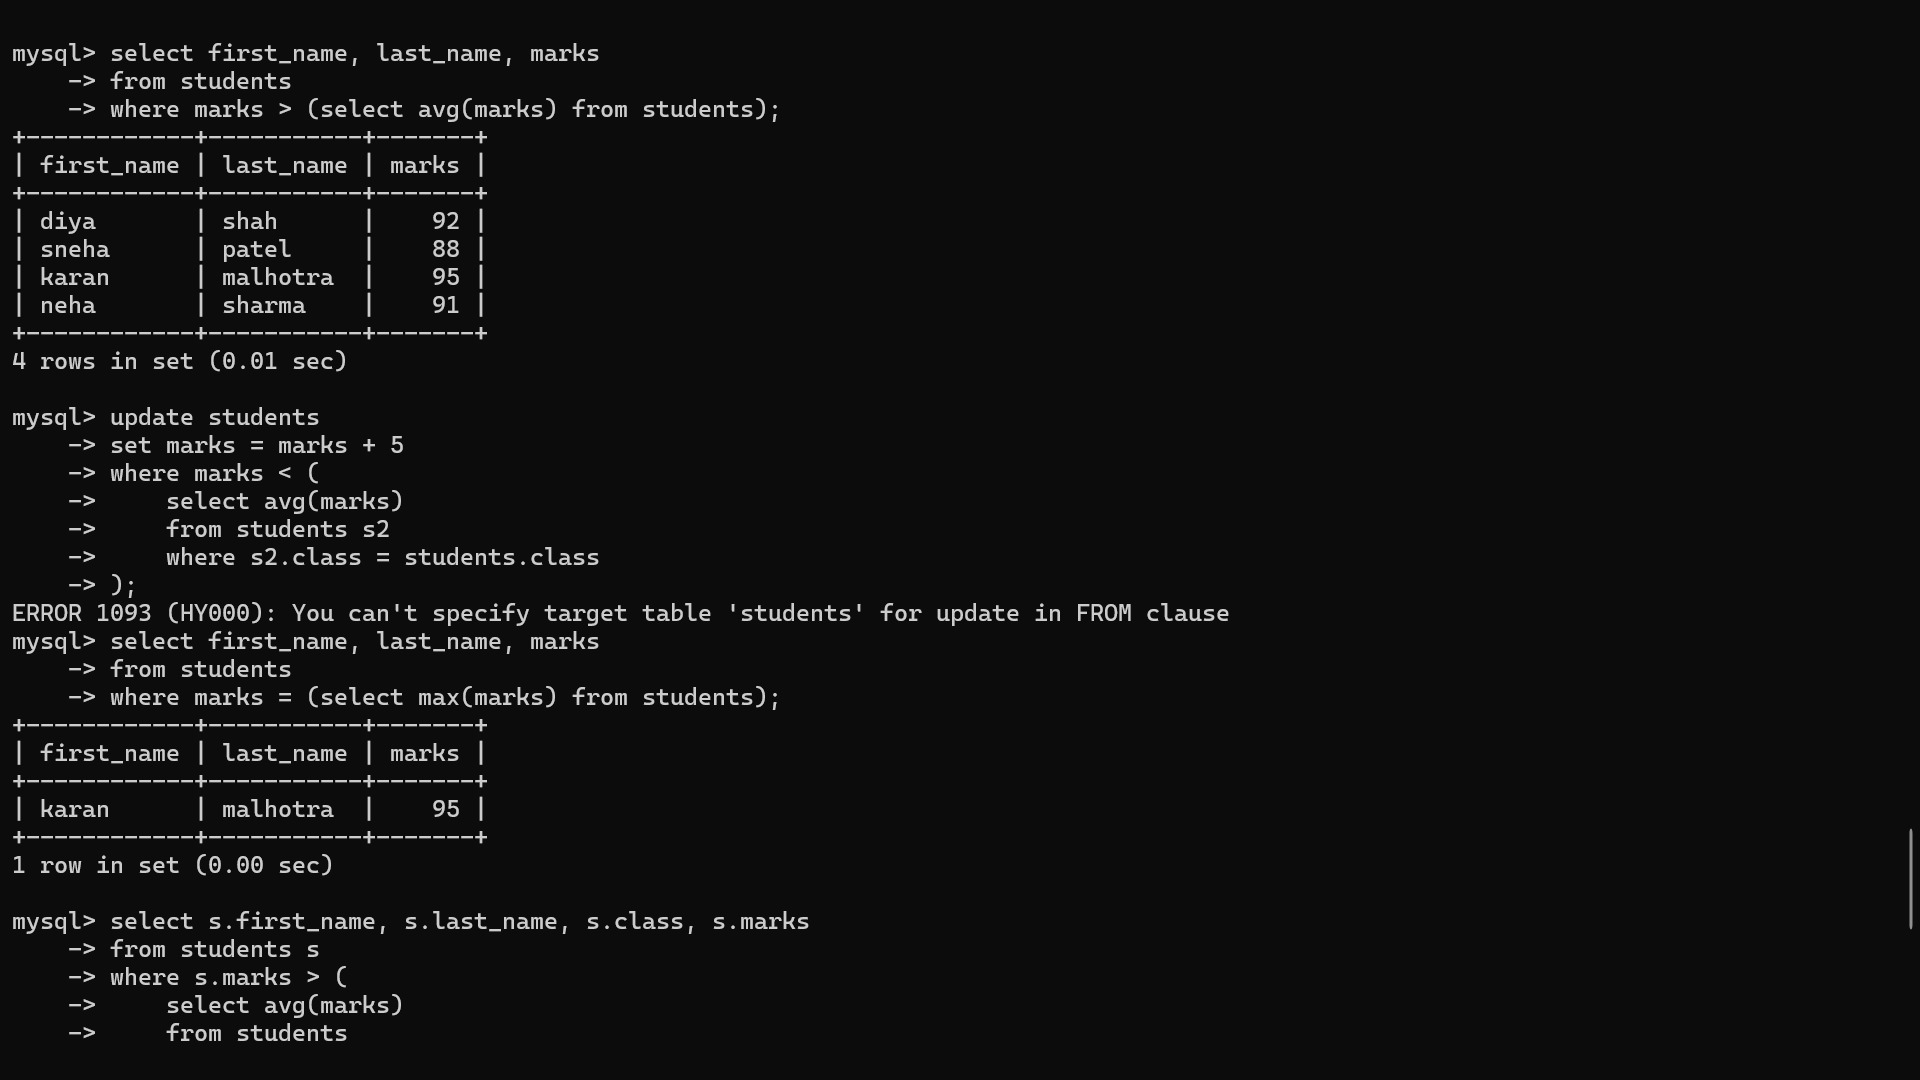 mysql> select first_name, last_name, marks
    -> from students
    -> where marks > (select avg(marks) from students);
+------------+-----------+-------+
| first_name | last_name | marks |
+------------+-----------+-------+
| diya       | shah      |    92 |
| sneha      | patel     |    88 |
| karan      | malhotra  |    95 |
| neha       | sharma    |    91 |
+------------+-----------+-------+
4 rows in set (0.01 sec)

mysql> update students
    -> set marks = marks + 5
    -> where marks < (
    ->     select avg(marks)
    ->     from students s2
    ->     where s2.class = students.class
    -> );
ERROR 1093 (HY000): You can't specify target table 'students' for update in FROM clause
mysql> select first_name, last_name, marks
    -> from students
    -> where marks = (select max(marks) from students);
+------------+-----------+-------+
| first_name | last_name | marks |
+------------+-----------+-------+
| karan      | malhotra  |    95 |
+------------+-----------+-------+
1 row in set (0.00 sec)

mysql> select s.first_name, s.last_name, s.class, s.marks
    -> from students s
    -> where s.marks > (
    ->     select avg(marks)
    ->     from students